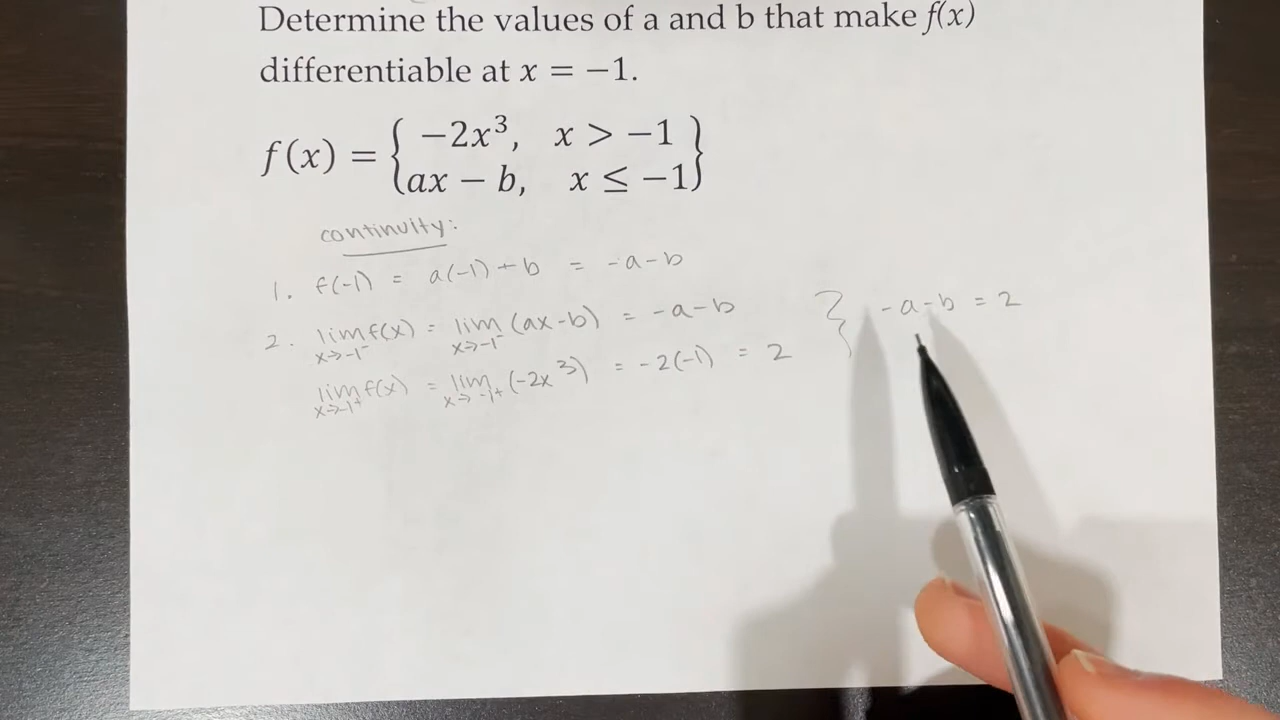 Determine the values of a and b that make f(x)
differentiable at x = −1.
f(x) = { −2x³, x > −1
ax − b, x ≤ −1 }
continuity:
1. f(-1) = a(-1) - b = -a-b
2. lim f(x) = lim (ax-b) = -a-b
x→-1⁻ x→-1⁻
lim f(x) = lim (-2x³) = -2(-1) = 2
x→-1⁺ x→-1⁺
} -a-b = 2